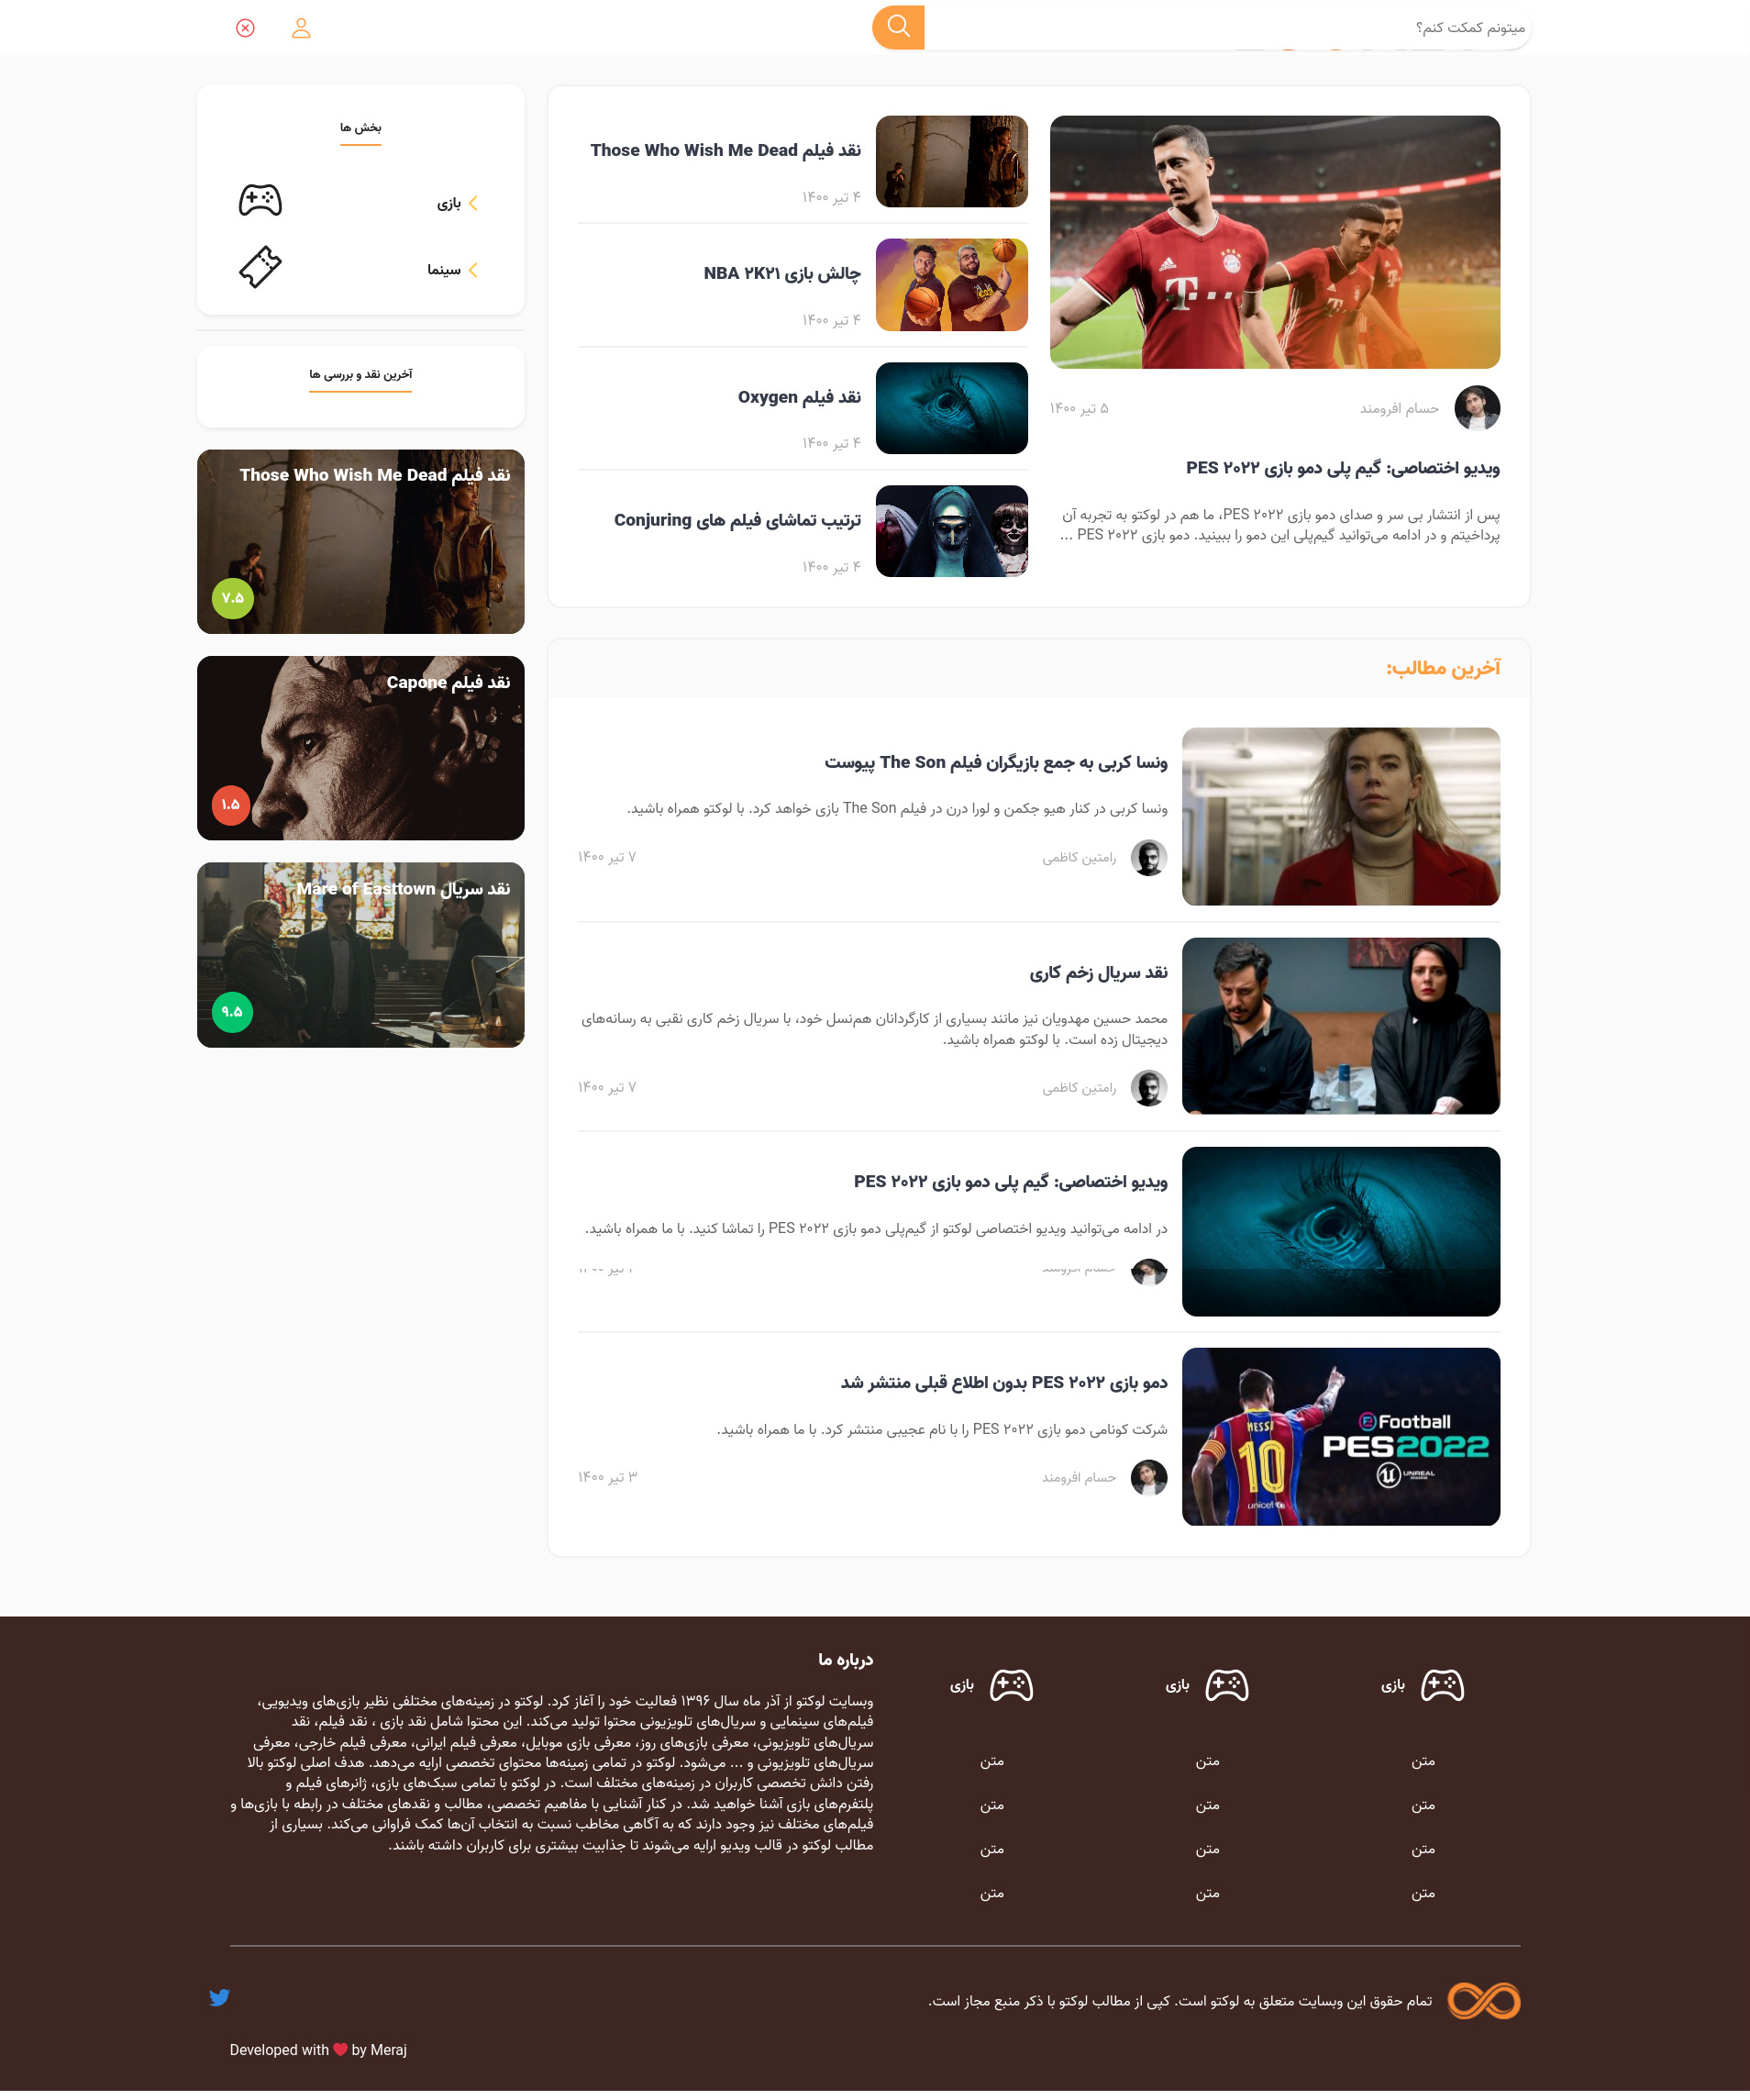 میتونم کمکت کنم؟
ویدیو اختصاصی: گیم پلی دمو بازی PES ۲۰۲۲
حسام افرومند
۵ تیر ۱۴۰۰
پس از انتشار بی سر و صدای دمو بازی PES ۲۰۲۲، ما هم در لوکتو به تجربه آن
پرداختیم و در ادامه می‌توانید گیم‌پلی این دمو را ببینید. دمو بازی PES ۲۰۲۲ ...
نقد فیلم Those Who Wish Me Dead
۴ تیر ۱۴۰۰
چالش بازی NBA ۲K۲۱
۴ تیر ۱۴۰۰
نقد فیلم Oxygen
۴ تیر ۱۴۰۰
ترتیب تماشای فیلم های Conjuring
۴ تیر ۱۴۰۰
بخش ها
بازی
سینما
آخرین نقد و بررسی ها
نقد فیلم Those Who Wish Me Dead
۷.۵
نقد فیلم Capone
۱.۵
نقد سریال Mare of Easttown
۹.۵
آخرین مطالب:
ونسا کربی به جمع بازیگران فیلم The Son پیوست
ونسا کربی در کنار هیو جکمن و لورا درن در فیلم The Son بازی خواهد کرد. با لوکتو همراه باشید.
رامتین کاظمی
۷ تیر ۱۴۰۰
نقد سریال زخم کاری
محمد حسین مهدویان نیز مانند بسیاری از کارگردانان هم‌نسل خود، با سریال زخم کاری نقبی به رسانه‌های
دیجیتال زده است. با لوکتو همراه باشید.
رامتین کاظمی
۷ تیر ۱۴۰۰
ویدیو اختصاصی: گیم پلی دمو بازی PES ۲۰۲۲
در ادامه می‌توانید ویدیو اختصاصی لوکتو از گیم‌پلی دمو بازی PES ۲۰۲۲ را تماشا کنید. با ما همراه باشید.
حسام افرومند
دمو بازی PES ۲۰۲۲ بدون اطلاع قبلی منتشر شد
شرکت کونامی دمو بازی PES ۲۰۲۲ را با نام عجیبی منتشر کرد. با ما همراه باشید.
حسام افرومند
۳ تیر ۱۴۰۰
eFootball
PES2022
UNREAL
MESSI
10
unicef
بازی
متن
متن
متن
متن
بازی
متن
متن
متن
متن
بازی
متن
متن
متن
متن
درباره ما
وبسایت لوکتو از آذر ماه سال ۱۳۹۶ فعالیت خود را آغاز کرد. لوکتو در زمینه‌های مختلفی نظیر بازی‌های ویدیویی،
فیلم‌های سینمایی و سریال‌های تلویزیونی محتوا تولید می‌کند. این محتوا شامل نقد بازی ، نقد فیلم، نقد
سریال‌های تلویزیونی، معرفی بازی‌های روز، معرفی بازی موبایل، معرفی فیلم ایرانی، معرفی فیلم خارجی، معرفی
سریال‌های تلویزیونی و ... می‌شود. لوکتو در تمامی زمینه‌ها محتوای تخصصی ارایه می‌دهد. هدف اصلی لوکتو بالا
رفتن دانش تخصصی کاربران در زمینه‌های مختلف است. در لوکتو با تمامی سبک‌های بازی، ژانرهای فیلم و
پلتفرم‌های بازی آشنا خواهید شد. در کنار آشنایی با مفاهیم تخصصی، مطالب و نقدهای مختلف در رابطه با بازی‌ها و
فیلم‌های مختلف نیز وجود دارند که به آگاهی مخاطب نسبت به انتخاب آن‌ها کمک فراوانی می‌کند. بسیاری از
مطالب لوکتو در قالب ویدیو ارایه می‌شوند تا جذابیت بیشتری برای کاربران داشته باشند.
تمام حقوق این وبسایت متعلق به لوکتو است. کپی از مطالب لوکتو با ذکر منبع مجاز است.
Developed with ❤ by Meraj